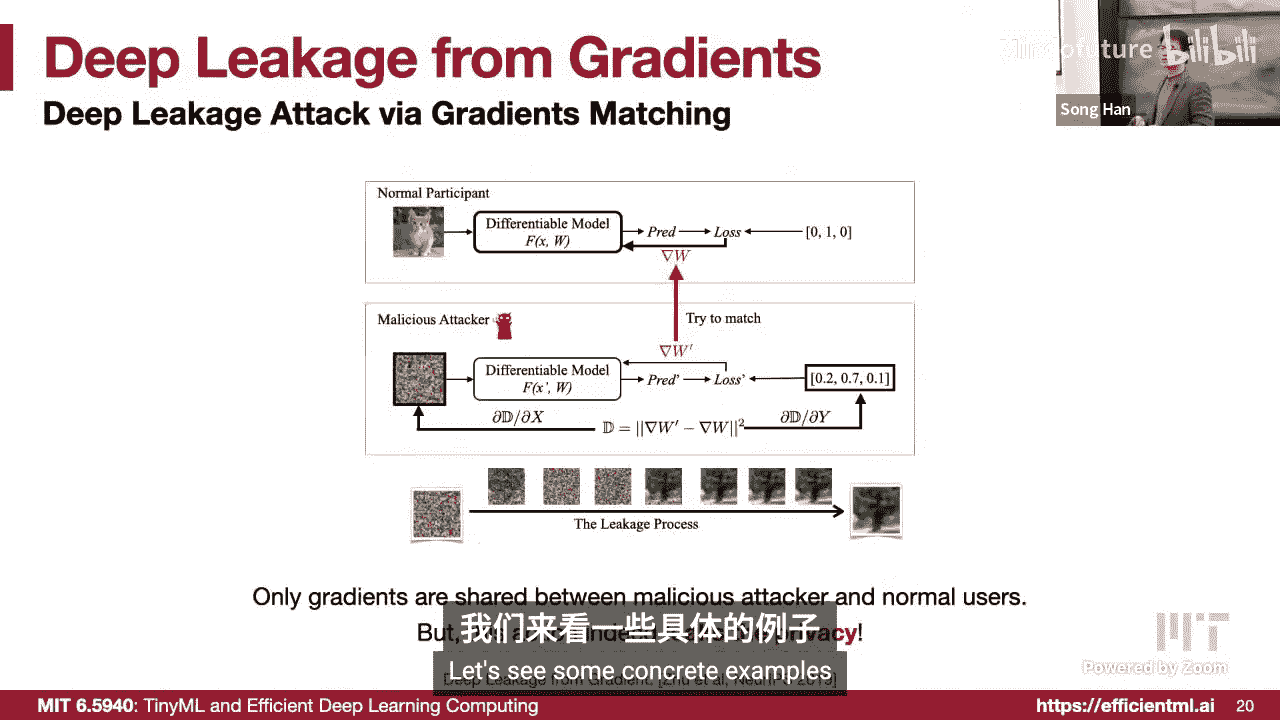 Deep Leakage from Gradients
Deep Leakage Attack via Gradients Matching
bilibili
Song Han
Normal Participant
Differentiable Model
F(x, W)
Pred
Loss
[0, 1, 0]
∇W
Malicious Attacker
Try to match
∇W'
Differentiable Model
F(x', W)
Pred'
Loss'
[0.2, 0.7, 0.1]
∂𝔻/∂X
𝔻 = ||∇W' − ∇W||²
∂𝔻/∂Y
The Leakage Process
Only gradients are shared between malicious attacker and normal users.
But,
我们来看一些具体的例子
Let's see some concrete examples
MIT
Powered by Zoom
MIT 6.5940: TinyML and Efficient Deep Learning Computing
https://efficientml.ai
20